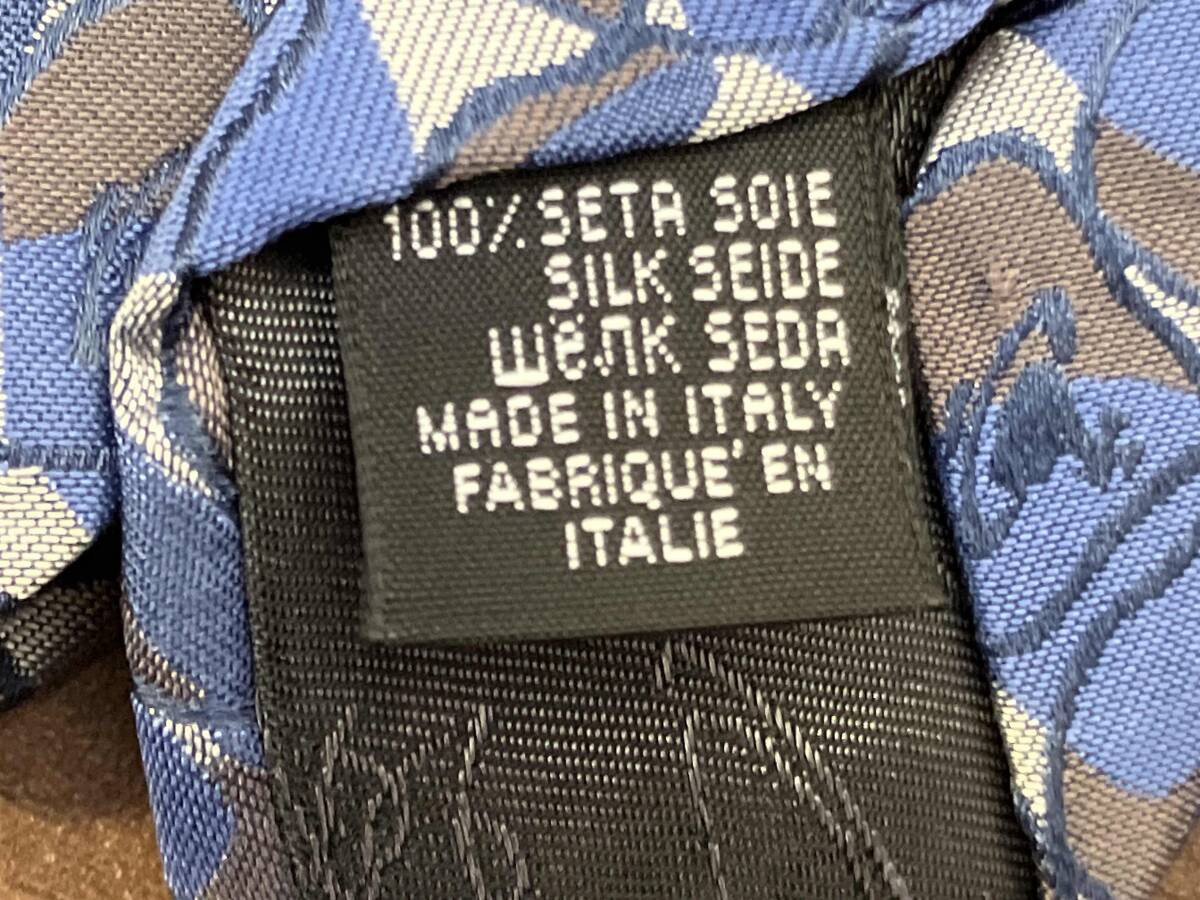 100% SETA SOIE
SILK SEIDE
шёлк SEDA
MADE IN ITALY
FABRIQUE' EN
ITALIE